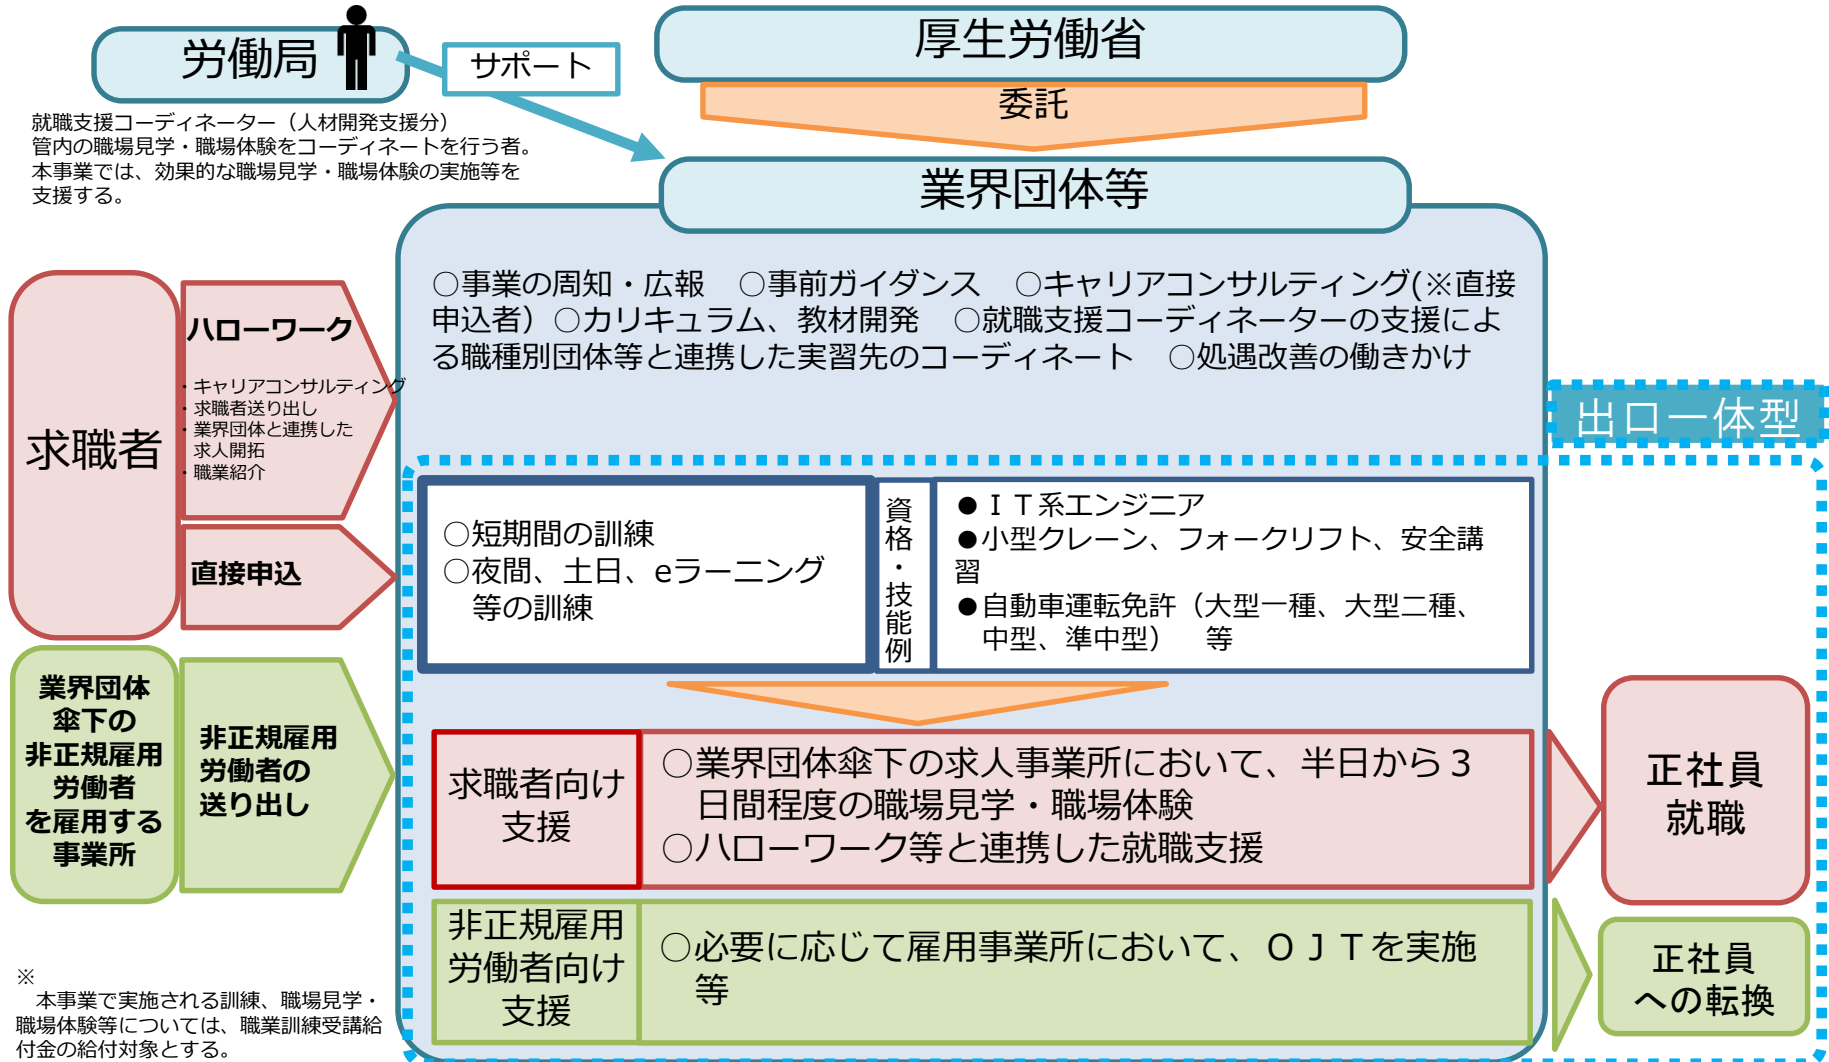 労働局
サポート
厚生労働省
委託
就職支援コーディネーター（人材開発支援分）
管内の職場見学・職場体験をコーディネートを行う者。
本事業では、効果的な職場見学・職場体験の実施等を
支援する。
業界団体等
○事業の周知・広報　○事前ガイダンス　○キャリアコンサルティング(※直接
申込者）○カリキュラム、教材開発　○就職支援コーディネーターの支援によ
る職種別団体等と連携した実習先のコーディネート　○処遇改善の働きかけ
求職者
ハローワーク
・キャリアコンサルティング
・求職者送り出し
・業界団体と連携した
求人開拓
・職業紹介
直接申込
出口一体型
○短期間の訓練
○夜間、土日、eラーニング
等の訓練
資格・技能例
●ＩＴ系エンジニア
●小型クレーン、フォークリフト、安全講
習
●自動車運転免許（大型一種、大型二種、
中型、準中型）　等
業界団体
傘下の
非正規雇用
労働者
を雇用する
事業所
非正規雇用
労働者の
送り出し
求職者向け
支援
○業界団体傘下の求人事業所において、半日から３
日間程度の職場見学・職場体験
○ハローワーク等と連携した就職支援
正社員
就職
非正規雇用
労働者向け
支援
○必要に応じて雇用事業所において、ＯＪＴを実施
等
正社員
への転換
※
本事業で実施される訓練、職場見学・
職場体験等については、職業訓練受講給
付金の給付対象とする。